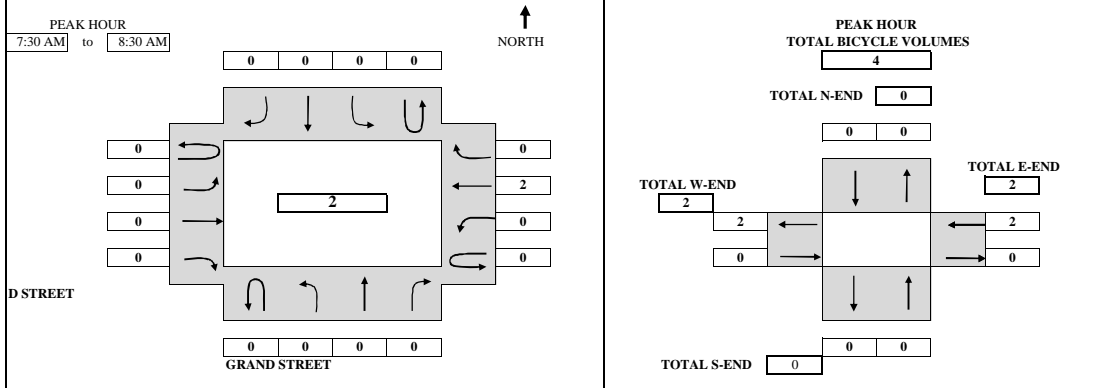 PEAK HOUR
7:30 AM to 8:30 AM
NORTH
0 0 0 0
0 0
0 2
2
0 0
0 0
D STREET
0 0 0 0
GRAND STREET
PEAK HOUR
TOTAL BICYCLE VOLUMES
4
TOTAL N-END 0
0 0
TOTAL E-END
2
TOTAL W-END
2
2 2
0 0
0 0
TOTAL S-END 0